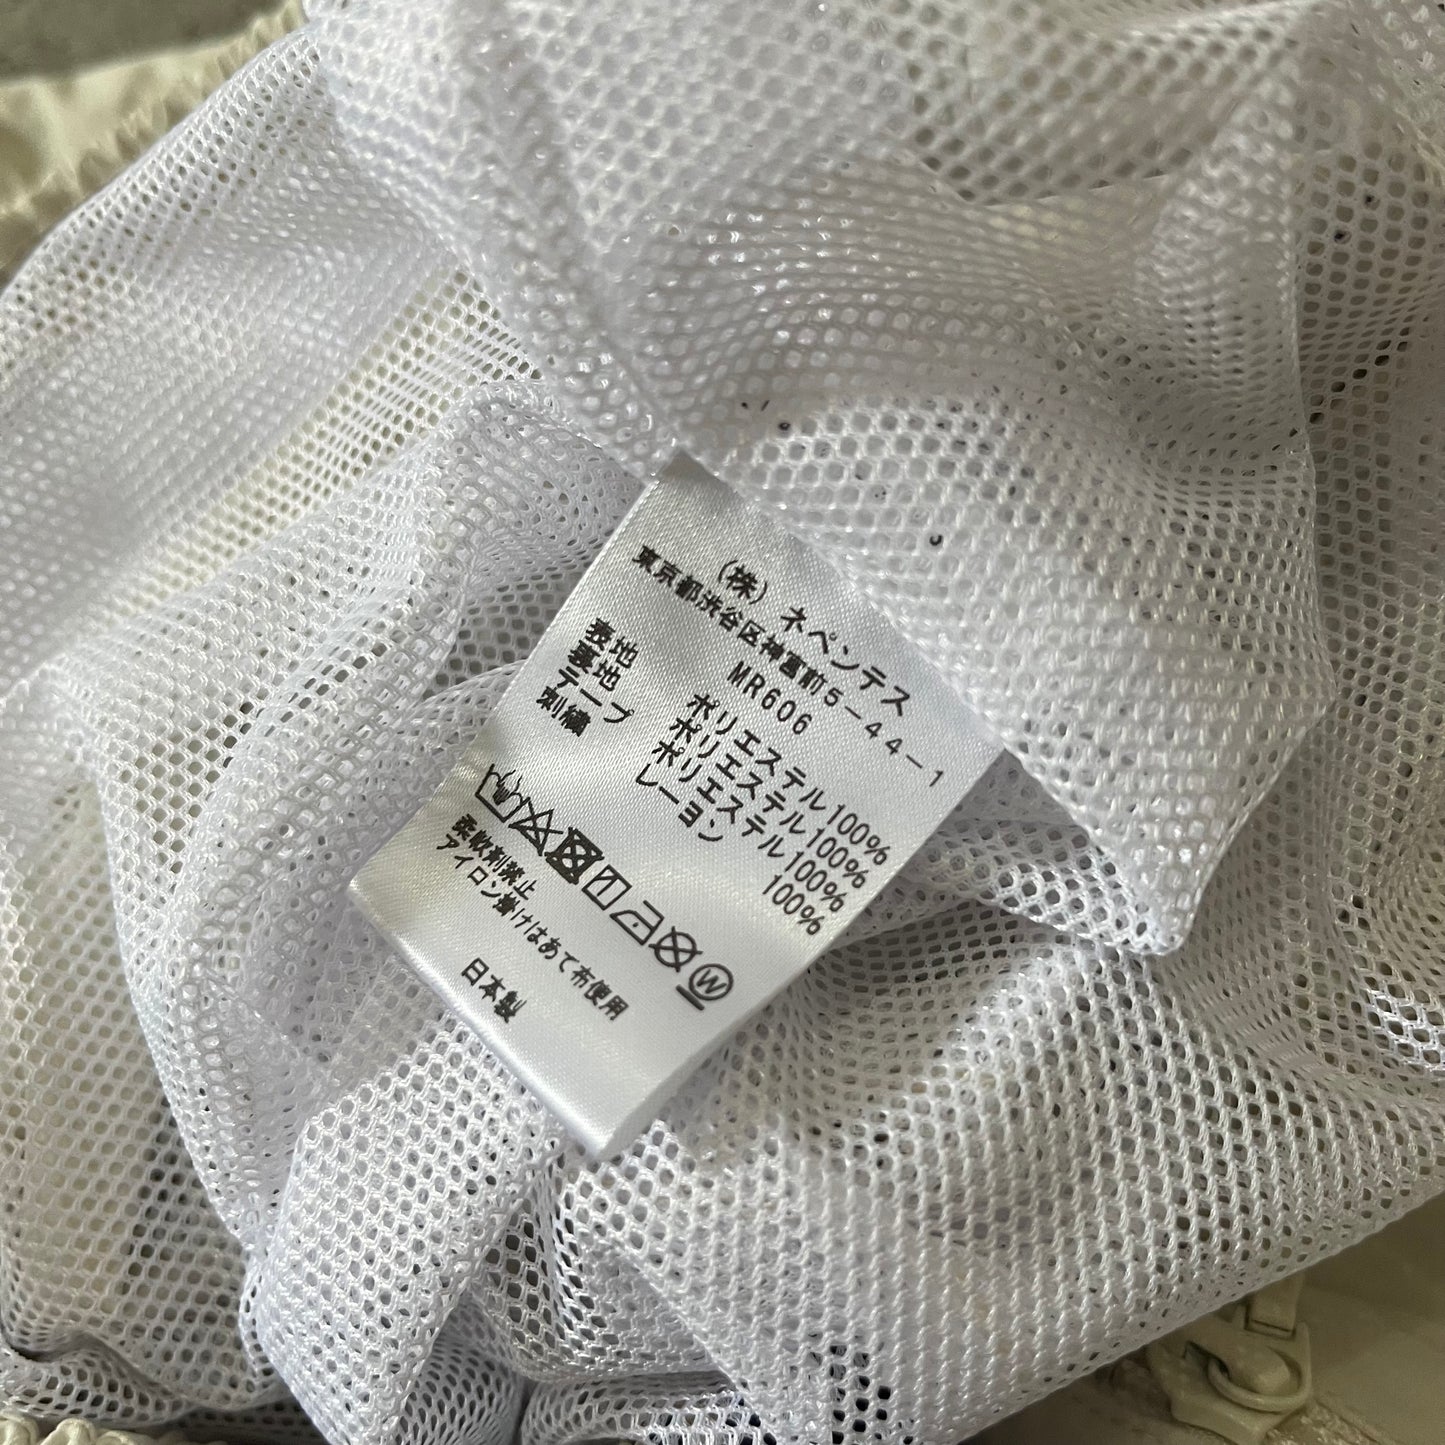 (株) ネペンテス
東京都渋谷区神宮前5-44-1
MR606
表地 ポリエステル100%
裏地 ポリエステル100%
テープ ポリエステル100%
刺繍 レーヨン 100%
W
柔軟剤禁止
アイロン掛けはあて布使用
日本製